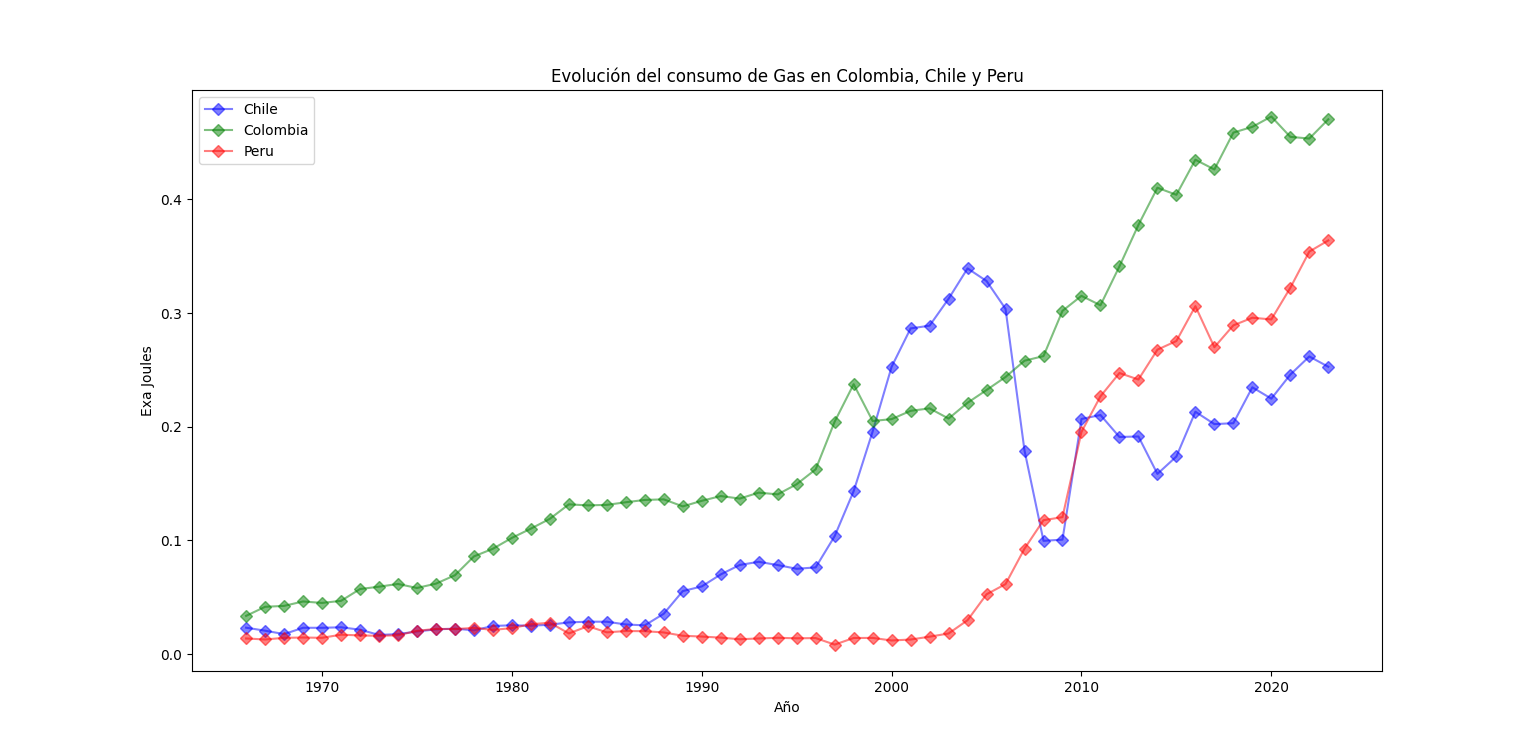 Evolución del consumo de Gas en Colombia, Chile y Peru
Chile
Colombia
Peru
Exa Joules
0.4
0.3
0.2
0.1
0.0
1970 1980 1990 2000 2010 2020
Año